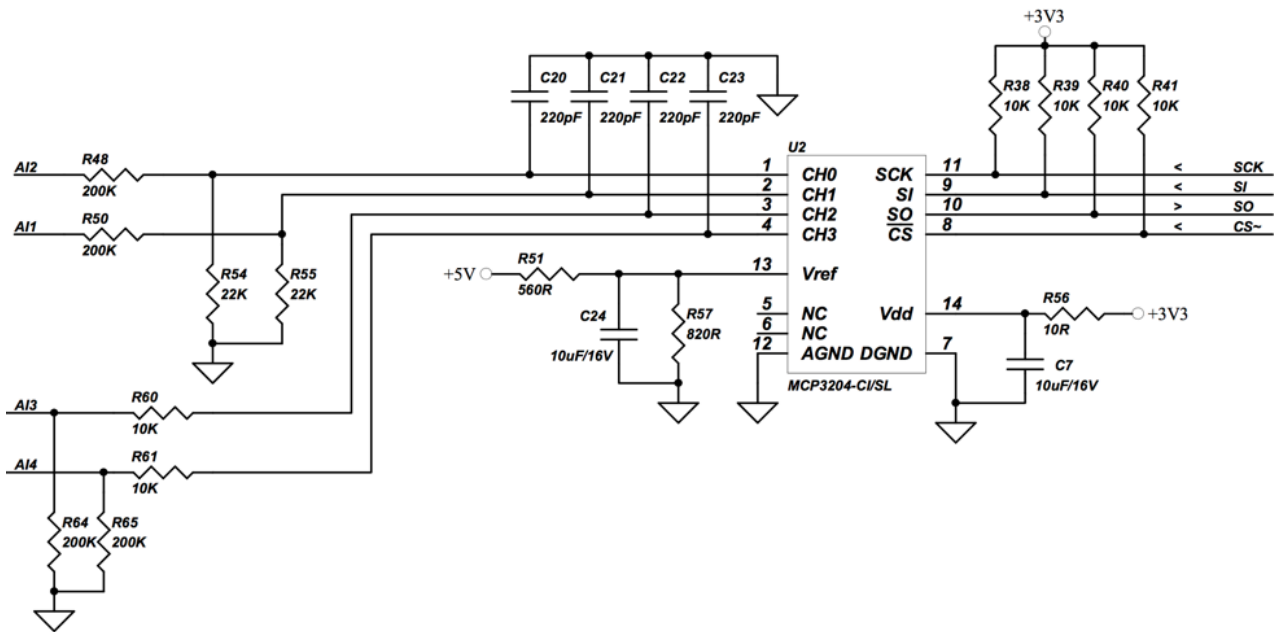 +3V3
C20
C21
C22
C23
220pF
220pF
220pF
220pF
R38
10K
R39
10K
R40
10K
R41
10K
U2
AI2
R48
200K
1
CH0
SCK
11
<
SCK
2
CH1
SI
9
<
SI
3
CH2
SO
10
>
SO
AI1
R50
200K
4
CH3
CS
8
<
CS~
+5V
R51
560R
13
Vref
R54
22K
R55
22K
C24
10uF/16V
R57
820R
5
NC
Vdd
14
R56
10R
+3V3
6
NC
12
AGND
DGND
7
C7
10uF/16V
MCP3204-CI/SL
AI3
R60
10K
AI4
R61
10K
R64
200K
R65
200K